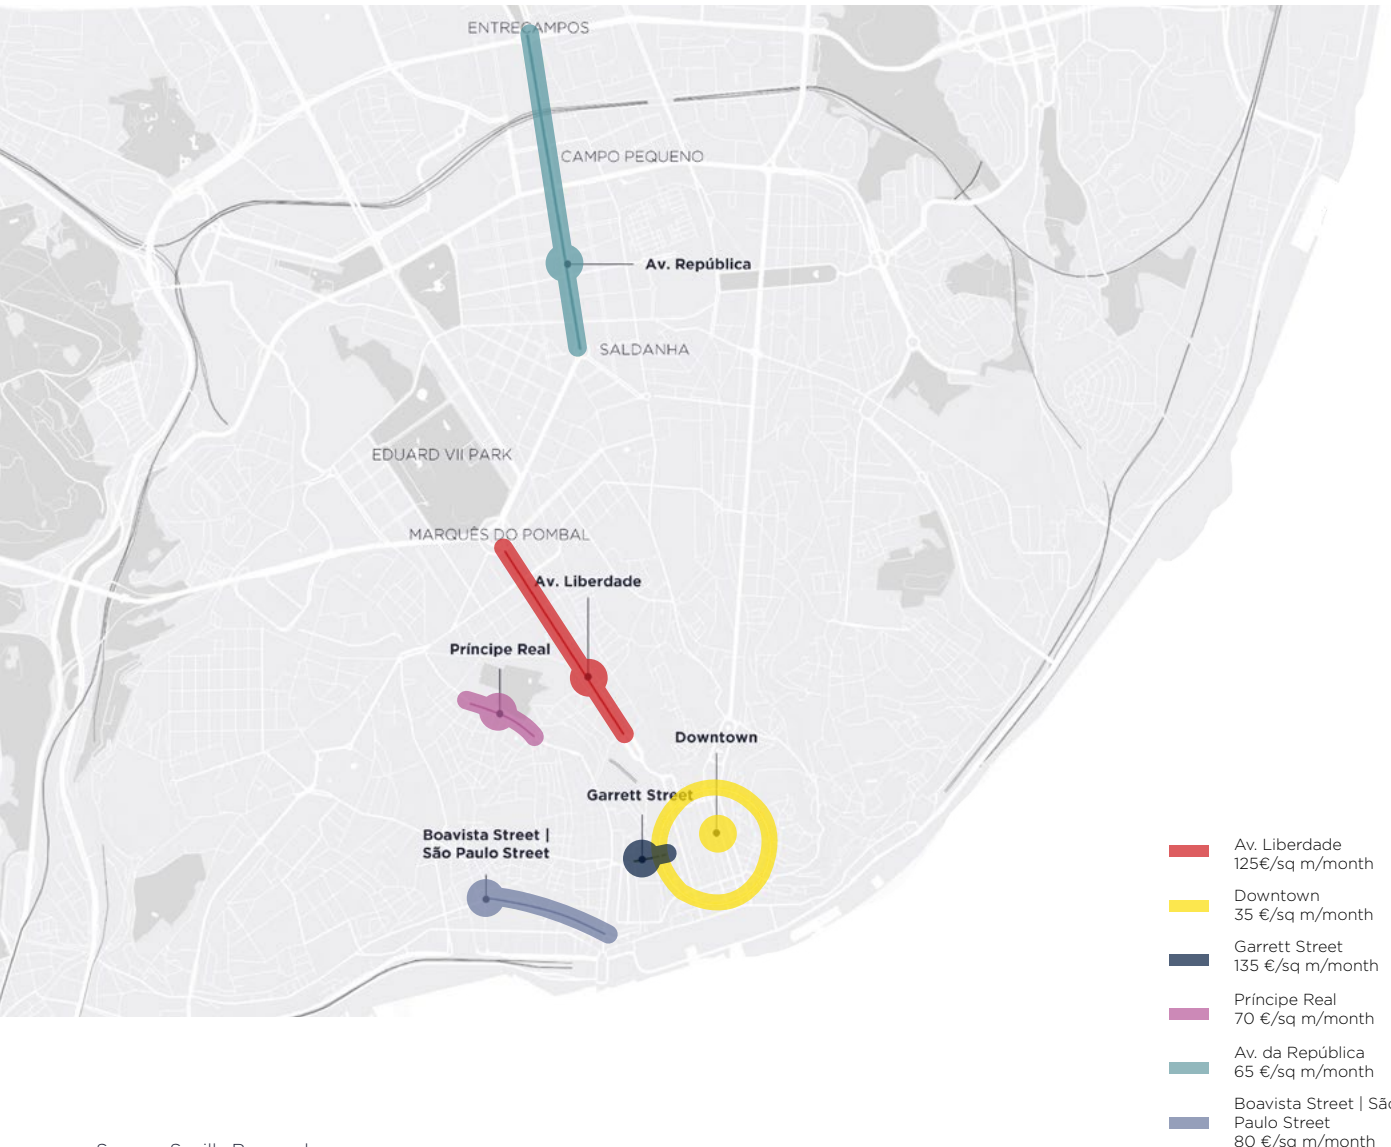 ENTRECAMPOS
CAMPO PEQUENO
Av. República
SALDANHA
EDUARD VII PARK
MARQUÊS DO POMBAL
Av. Liberdade
Príncipe Real
Downtown
Garrett Street
Boavista Street |
São Paulo Street
Av. Liberdade
125€/sq m/month
Downtown
35 €/sq m/month
Garrett Street
135 €/sq m/month
Príncipe Real
70 €/sq m/month
Av. da República
65 €/sq m/month
Boavista Street | São
Paulo Street
80 €/sq m/month